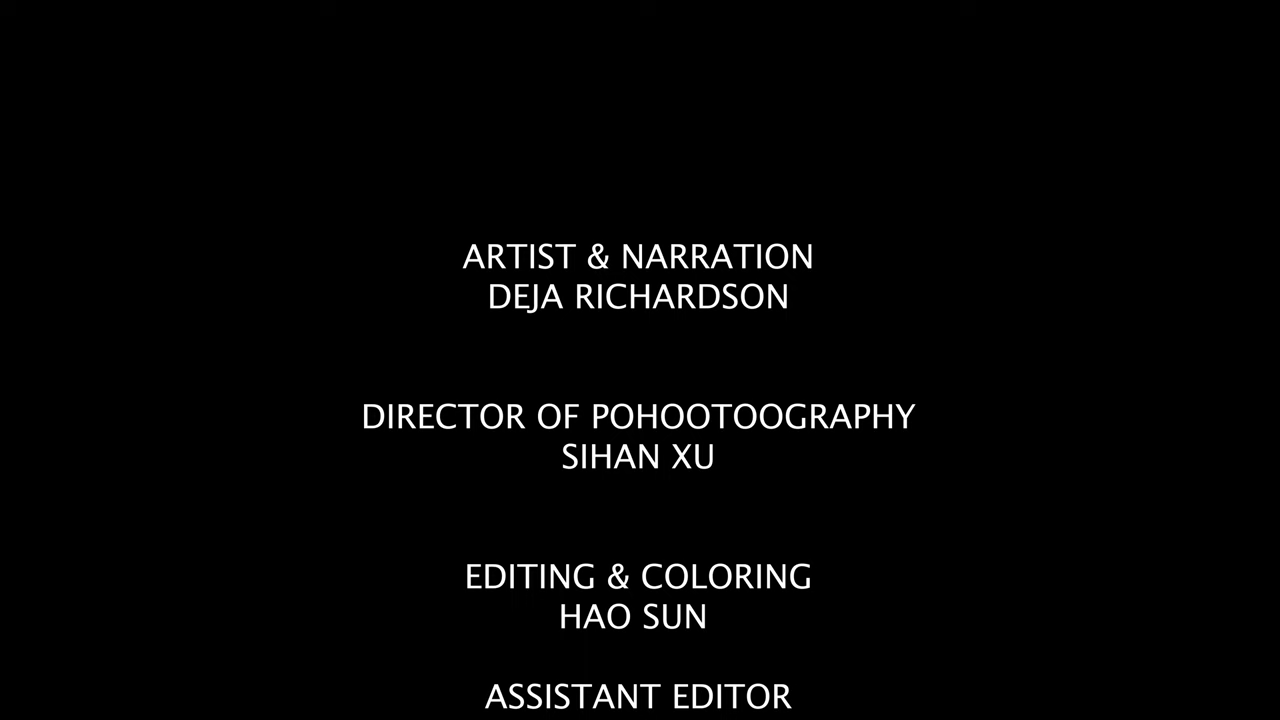 ARTIST & NARRATION
DEJA RICHARDSON
DIRECTOR OF POHOOTOOGRAPHY
SIHAN XU
EDITING & COLORING
HAO SUN
ASSISTANT EDITOR